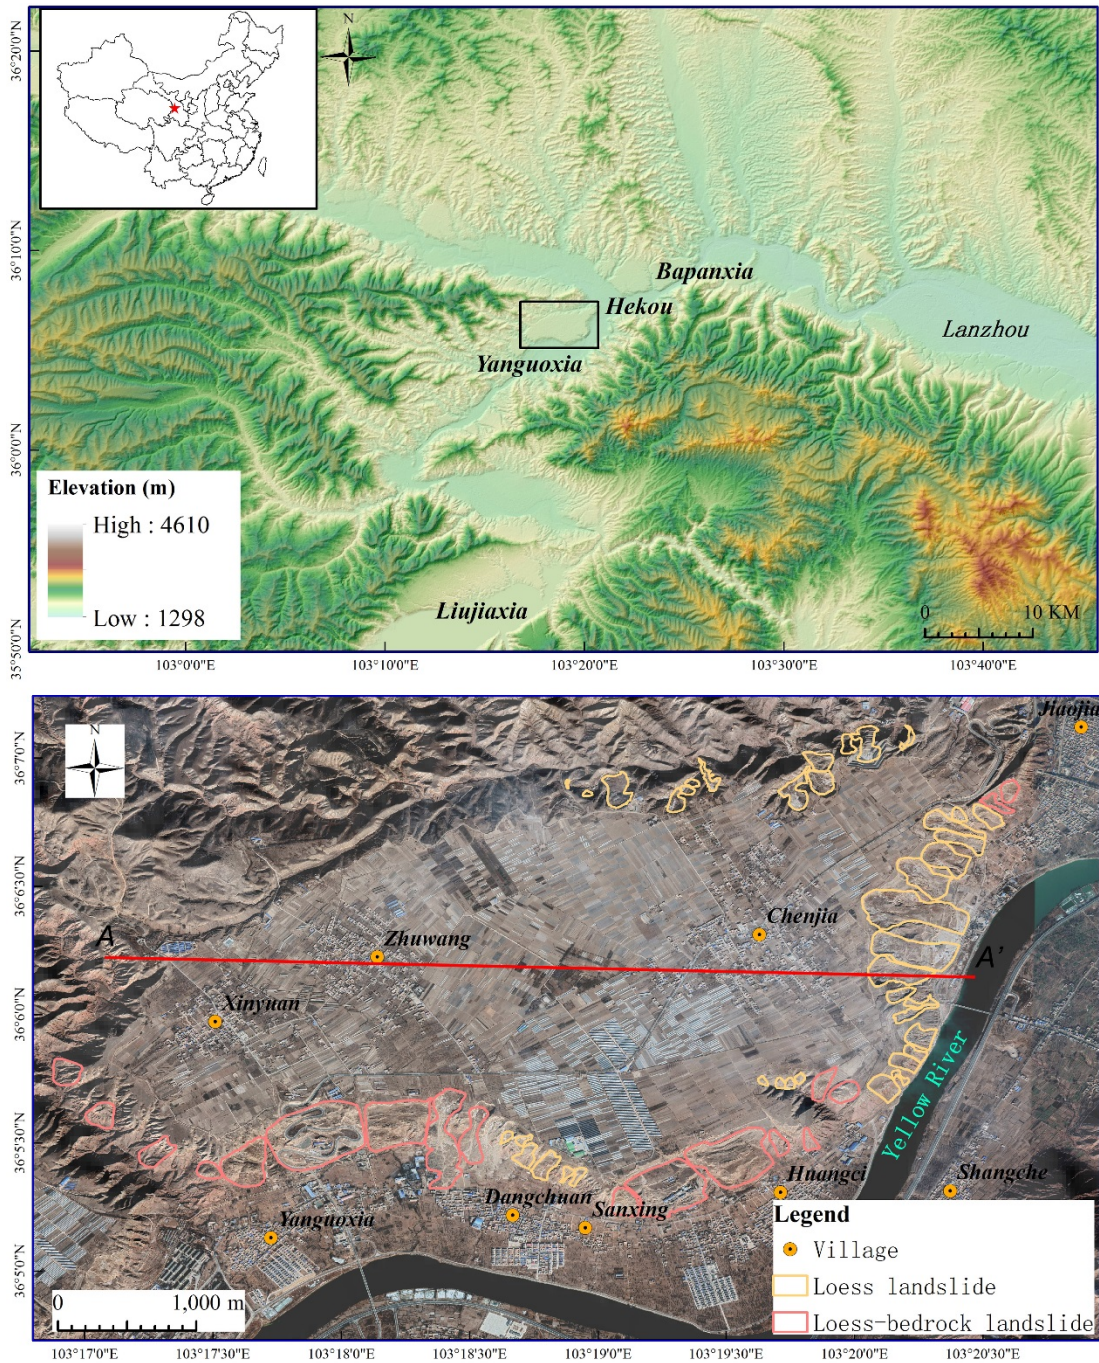 N
36°20'0"N
36°10'0"N
36°0'0"N
35°50'0"N
Bapanxia
Hekou
Lanzhou
Yanguoxia
Liujiaxia
Elevation (m)
High : 4610
Low : 1298
0 10 KM
103°0'0"E 103°10'0"E 103°20'0"E 103°30'0"E 103°40'0"E
N
36°7'0"N
36°6'30"N
36°6'0"N
36°5'30"N
36°5'0"N
Jiaojia
Chenjia
Zhuwang
A
A'
Xinyuan
Yellow River
Huangci
Shangche
Dangchuan
Sanxing
Yanguoxia
Legend
Village
Loess landslide
Loess-bedrock landslide
0 1,000 m
103°17'0"E 103°17'30"E 103°18'0"E 103°18'30"E 103°19'0"E 103°19'30"E 103°20'0"E 103°20'30"E